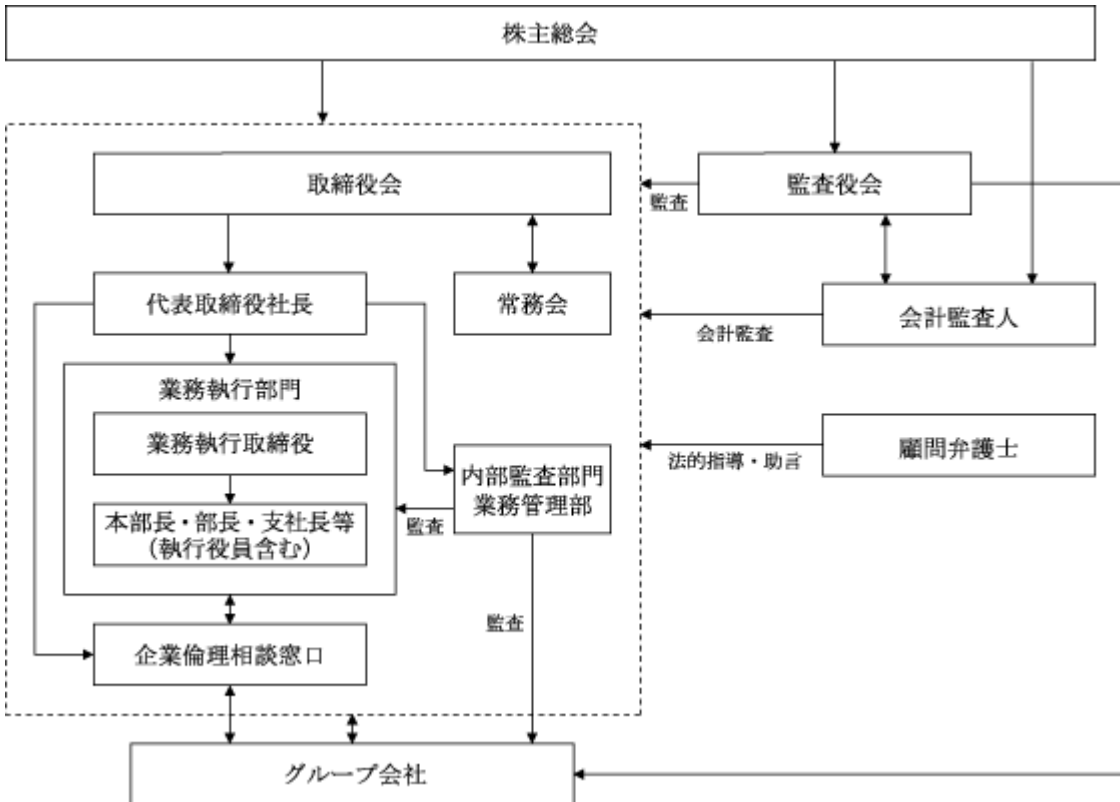 株主総会
取締役会
監査役会
監査
代表取締役社長
常務会
会計監査人
会計監査
業務執行部門
業務執行取締役
内部監査部門
業務管理部
顧問弁護士
法的指導・助言
本部長・部長・支社長等
（執行役員含む）
監査
監査
企業倫理相談窓口
グループ会社